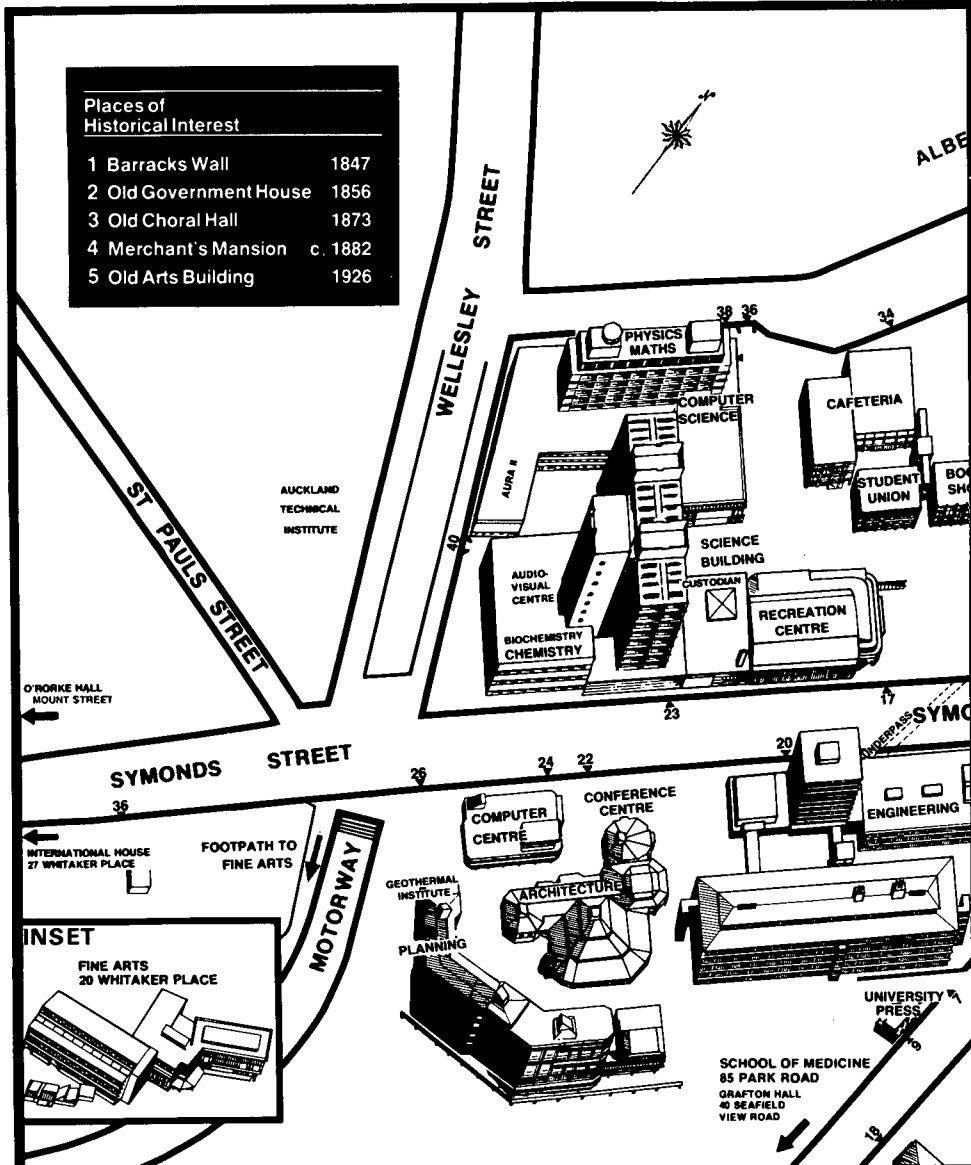 Places of
Historical Interest
1 Barracks Wall 1847
2 Old Government House 1856
3 Old Choral Hall 1873
4 Merchant's Mansion c. 1882
5 Old Arts Building 1926
N
ALBE
WELLESLEY STREET
38
36
34
PHYSICS
MATHS
COMPUTER
SCIENCE
CAFETERIA
STUDENT
UNION
BOO
SHO
AUCKLAND
TECHNICAL
INSTITUTE
AURA II
40
ST PAULS STREET
SCIENCE
BUILDING
AUDIO-
VISUAL
CENTRE
CUSTODIAN
RECREATION
CENTRE
BIOCHEMISTRY
CHEMISTRY
O'RORKE HALL
MOUNT STREET
23
17
UNDERPASS
SYMO
SYMONDS STREET
36
26
24
22
20
CONFERENCE
CENTRE
COMPUTER
CENTRE
ENGINEERING
INTERNATIONAL HOUSE
27 WHITAKER PLACE
FOOTPATH TO
FINE ARTS
MOTORWAY
GEOTHERMAL
INSTITUTE
ARCHITECTURE
PLANNING
INSET
FINE ARTS
20 WHITAKER PLACE
UNIVERSITY
PRESS
9
SCHOOL OF MEDICINE
85 PARK ROAD
GRAFTON HALL
40 SEAFIELD
VIEW ROAD
18